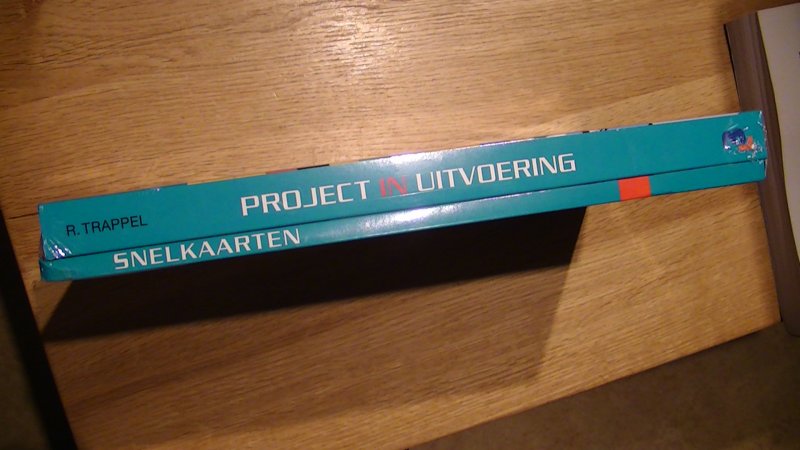 R. TRAPPEL
PROJECT IN UITVOERING
SNELKAARTEN